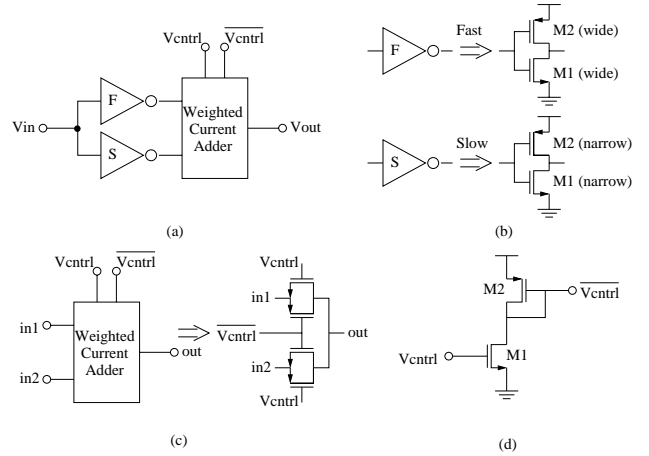 Vcntrl Vcntrl
F
Vin
S
Weighted
Current
Adder
Vout
(a)
F
Fast
M2 (wide)
M1 (wide)
S
Slow
M2 (narrow)
M1 (narrow)
(b)
Vcntrl Vcntrl
in1
in2
Weighted
Current
Adder
out
Vcntrl
in1
Vcntrl
out
in2
Vcntrl
(c)
M2
Vcntrl
Vcntrl
M1
(d)